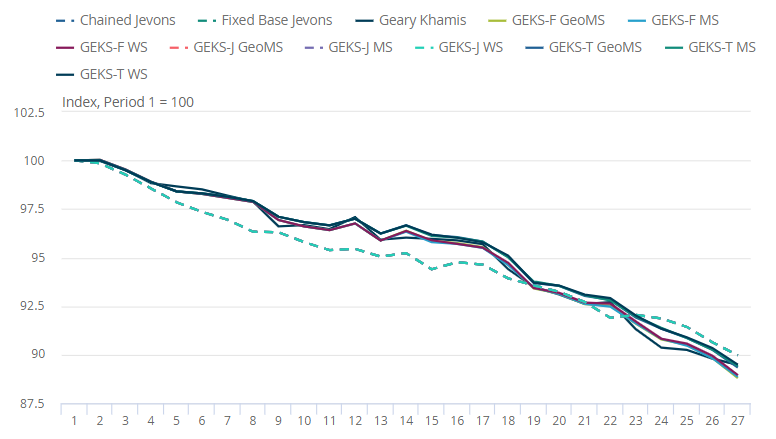 Chained Jevons Fixed Base Jevons Geary Khamis GEKS-F GeoMS GEKS-F MS
GEKS-F WS GEKS-J GeoMS GEKS-J MS GEKS-J WS GEKS-T GeoMS GEKS-T MS
GEKS-T WS
Index, Period 1 = 100
102.5
100
97.5
95
92.5
90
87.5
1 2 3 4 5 6 7 8 9 10 11 12 13 14 15 16 17 18 19 20 21 22 23 24 25 26 27